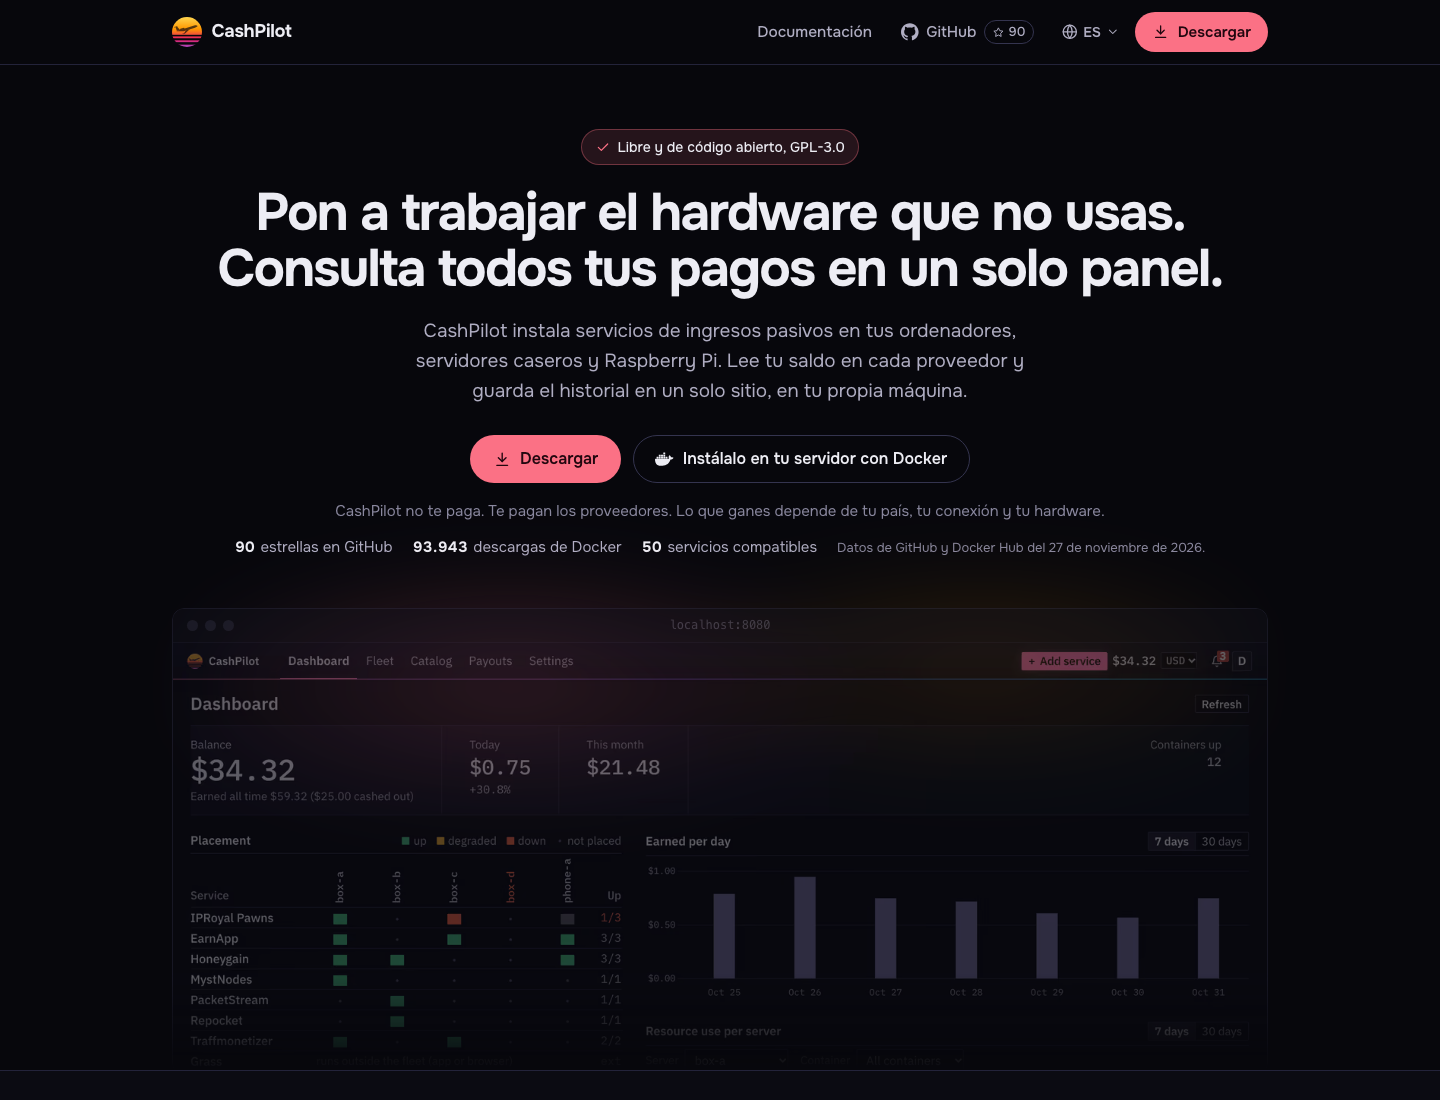 CashPilot
Documentación
GitHub
90
ES
Descargar
Libre y de código abierto, GPL-3.0
Pon a trabajar el hardware que no usas.
Consulta todos tus pagos en un solo panel.
CashPilot instala servicios de ingresos pasivos en tus ordenadores,
servidores caseros y Raspberry Pi. Lee tu saldo en cada proveedor y
guarda el historial en un solo sitio, en tu propia máquina.
Descargar
Instálalo en tu servidor con Docker
CashPilot no te paga. Te pagan los proveedores. Lo que ganes depende de tu país, tu conexión y tu hardware.
90 estrellas en GitHub 93.943 descargas de Docker 50 servicios compatibles Datos de GitHub y Docker Hub del 27 de noviembre de 2026.
localhost:8080
CashPilot Dashboard Fleet Catalog Payouts Settings + Add service $34.32 USD 3 D
Dashboard
Refresh
Balance
$34.32
Earned all time $59.32 ($25.00 cashed out)
Today
$0.75
+30.8%
This month
$21.48
Containers up
12
Placement
up degraded down not placed
Service box-a box-b box-c box-d phone-a Up
IPRoyal Pawns 1/3
EarnApp 3/3
Honeygain 3/3
MystNodes 1/1
PacketStream 1/1
Repocket 1/1
Traffmonetizer 2/2
Grass
Earned per day
7 days 30 days
$1.00
$0.50
$0.00
Oct 25 Oct 26 Oct 27 Oct 28 Oct 29 Oct 30 Oct 31
Resource use per server
7 days 30 days
box-a Container All containers